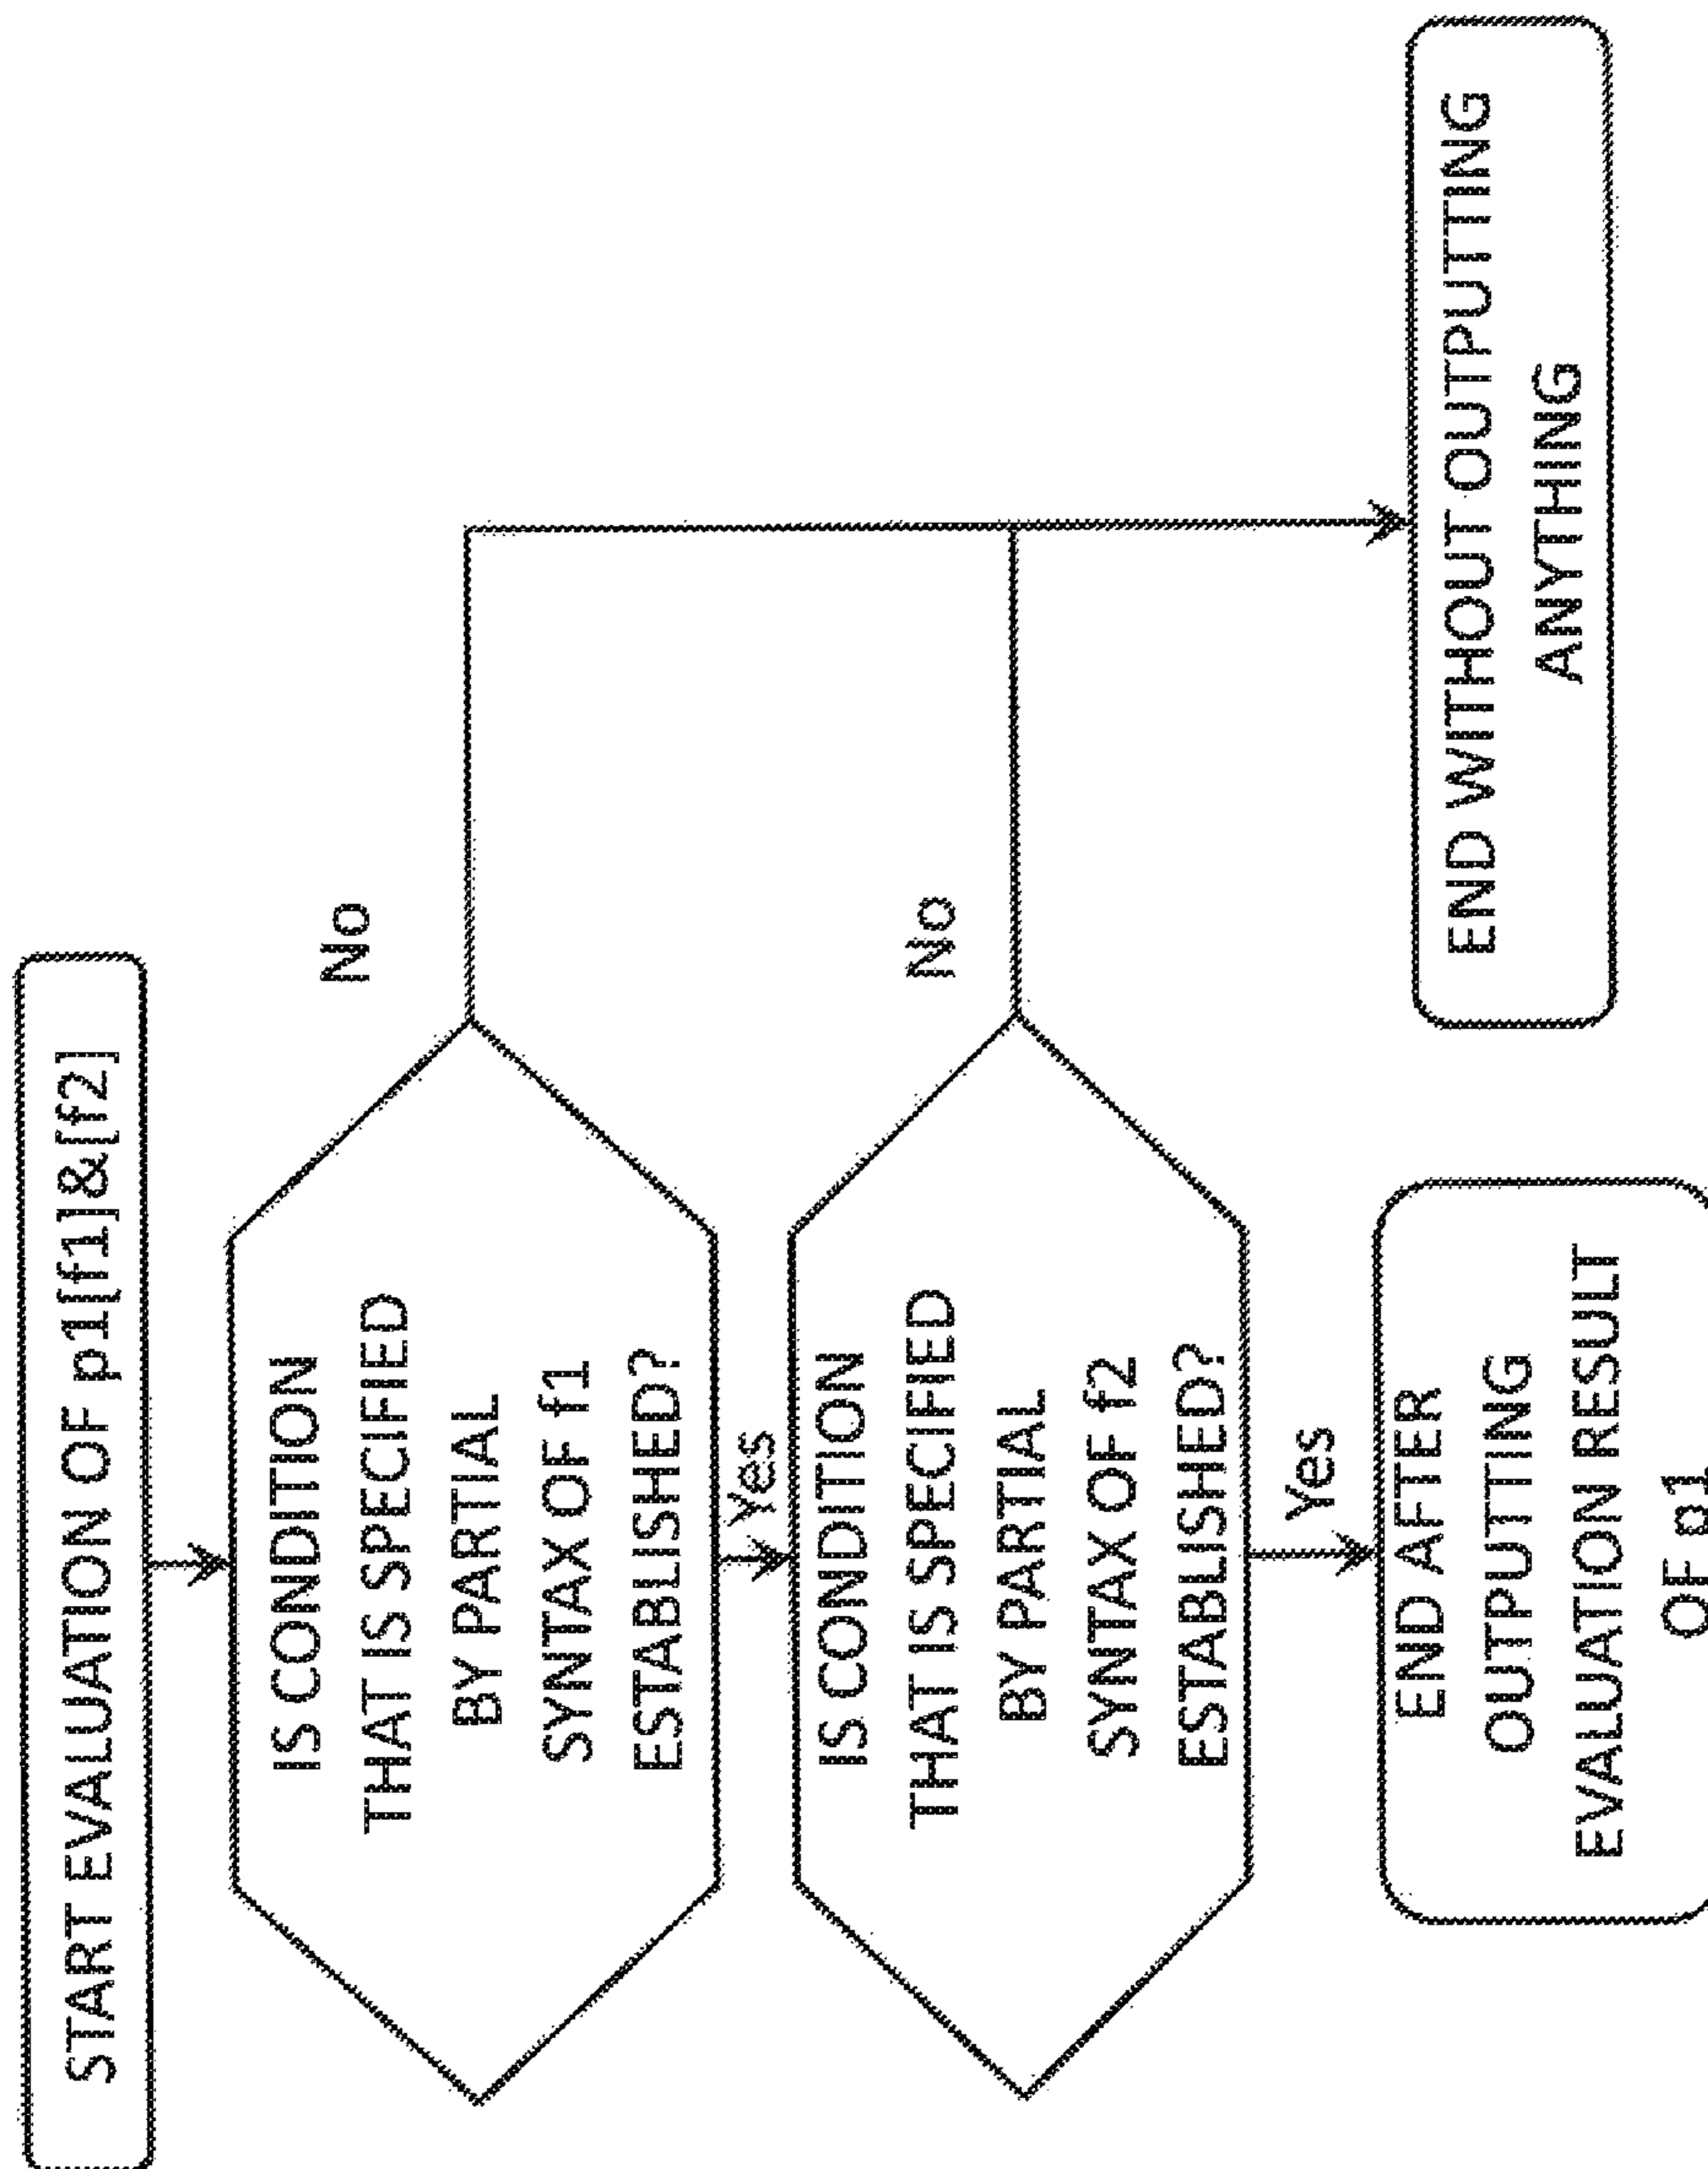 START EVALUATION OF p1[f1]&[f2]
IS CONDITION
THAT IS SPECIFIED
BY PARTIAL
SYNTAX OF f1
ESTABLISHED?
No
Yes
IS CONDITION
THAT IS SPECIFIED
BY PARTIAL
SYNTAX OF f2
ESTABLISHED?
No
Yes
END AFTER
OUTPUTTING
EVALUATION RESULT
OF p1
END WITHOUT OUTPUTTING
ANYTHING